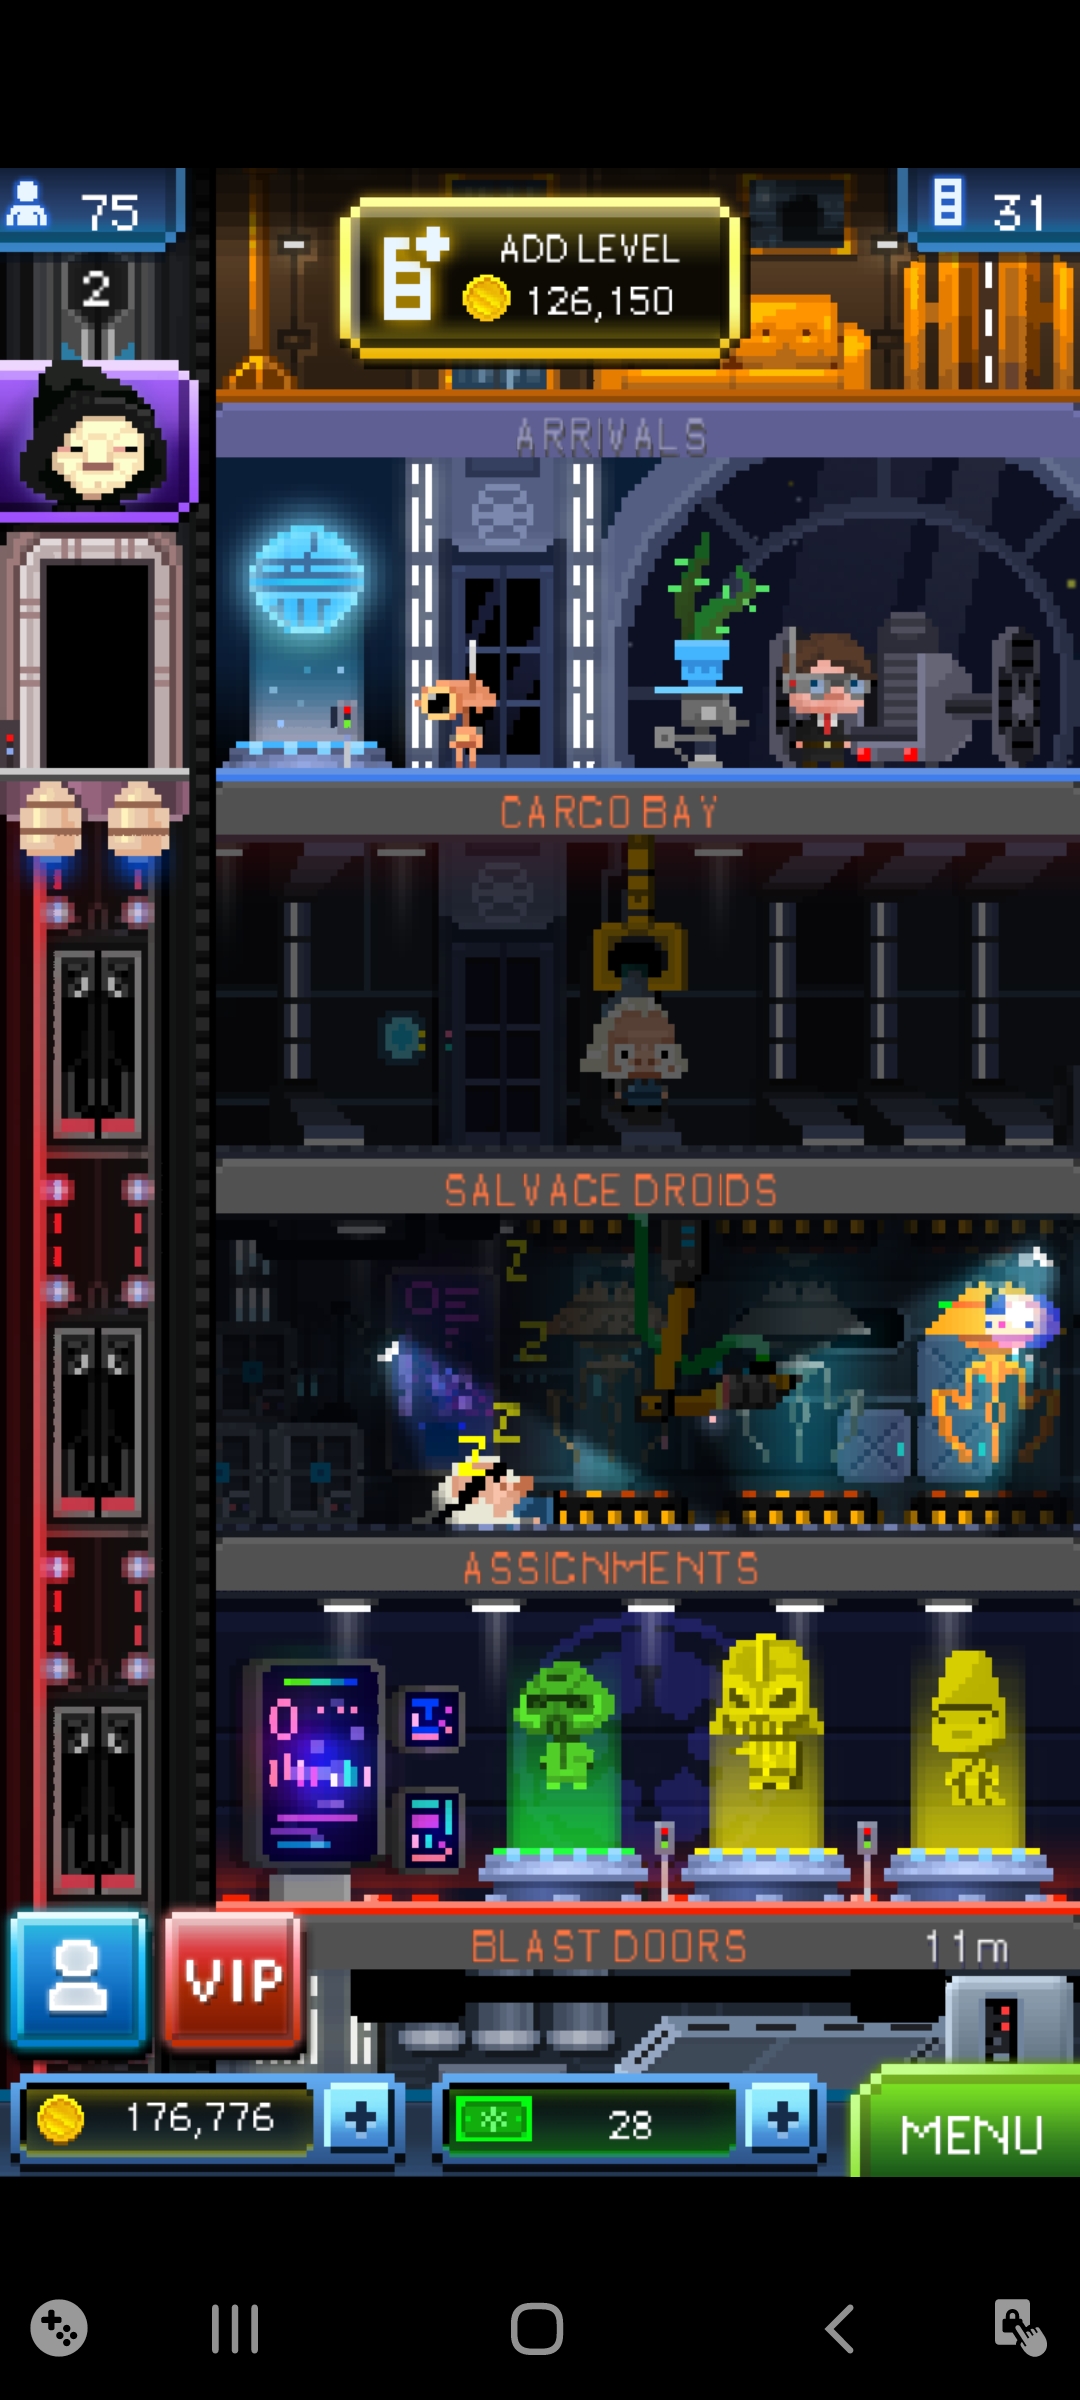 75
31
ADD LEVEL
126,150
2
ARRIVALS
CARGO BAY
SALVAGE DROIDS
Z
Z
Z
Z
ASSIGNMENTS
BLAST DOORS 11m
VIP
176,776
28
MENU